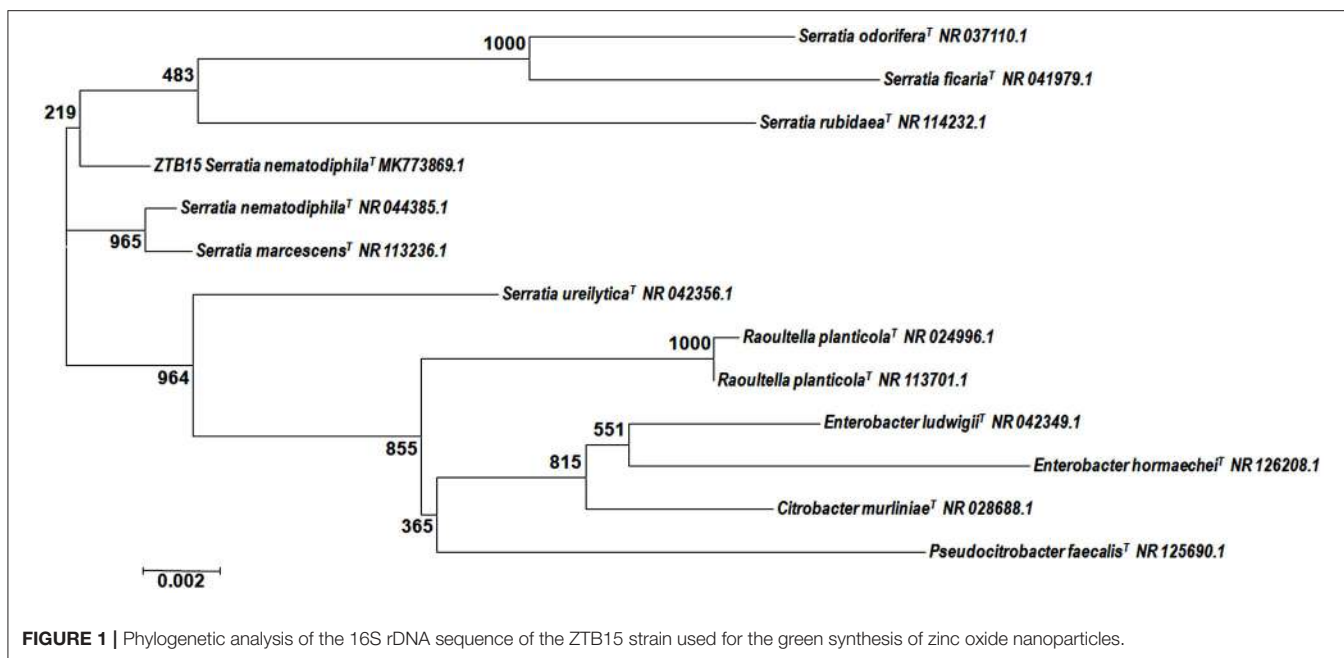 1000
Serratia odorifera^T NR 037110.1
483
Serratia ficaria^T NR 041979.1
219
Serratia rubidaea^T NR 114232.1
ZTB15 Serratia nematodiphila^T MK773869.1
Serratia nematodiphila^T NR 044385.1
965
Serratia marcescens^T NR 113236.1
Serratia ureilytica^T NR 042356.1
1000
Raoultella planticola^T NR 024996.1
964
Raoultella planticola^T NR 113701.1
551
Enterobacter ludwigii^T NR 042349.1
855
815
Enterobacter hormaechei^T NR 126208.1
Citrobacter murliniae^T NR 028688.1
365
Pseudocitrobacter faecalis^T NR 125690.1
0.002
FIGURE 1 | Phylogenetic analysis of the 16S rDNA sequence of the ZTB15 strain used for the green synthesis of zinc oxide nanoparticles.